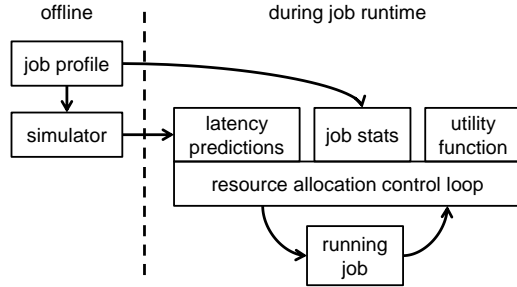 offline
during job runtime
job profile
simulator
latency
predictions
job stats
utility
function
resource allocation control loop
running
job